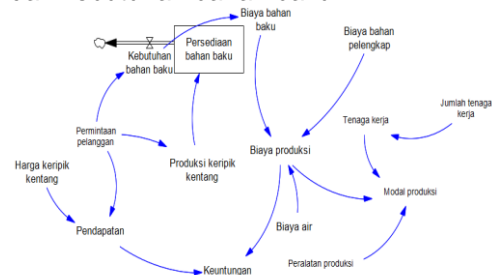 Biaya bahan
baku
Persediaan
bahan baku
Kebutuhan
bahan baku
Biaya bahan
pelengkap
Jumlah tenaga
kerja
Tenaga kerja
Permintaan
pelanggan
Biaya produksi
Harga keripik
kentang
Produksi keripik
kentang
Modal produksi
Pendapatan
Biaya air
Peralatan produksi
Keuntungan